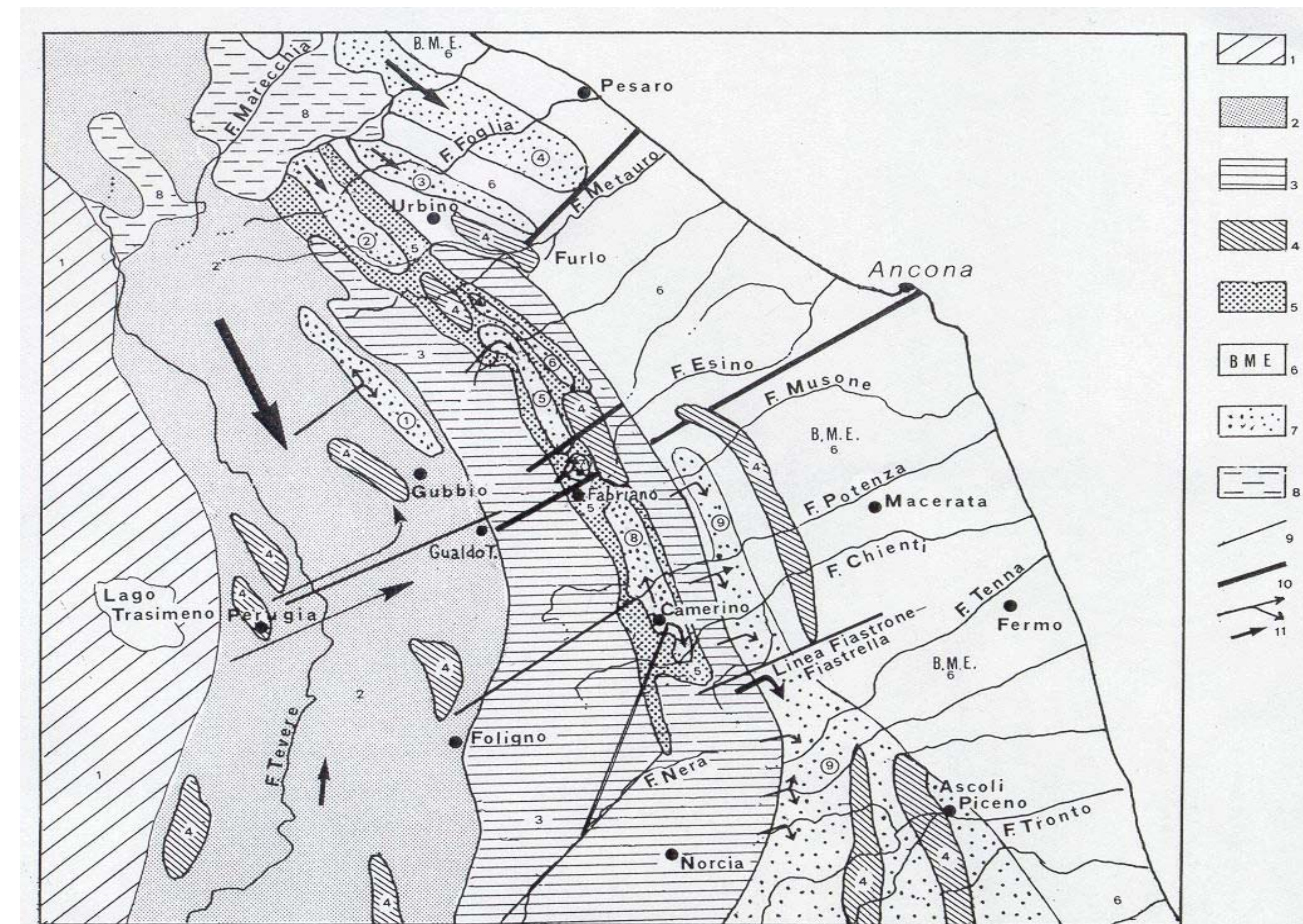 B.M.E.
6
F. Marecchia
8
Pesaro
F. Foglia
4
8
3
6
F. Metauro
Urbino
1
2
2
5
4
Furlo
Ancona
6
4
3
6
F. Esino
F. Musone
5
4
1
B.M.E.
6
4
4
F. Potenza
Gubbio
Fabriano
Macerata
9
5
8
Gualdo T.
F. Chienti
4
Lago
Trasimeno
Perugia
4
Camerino
F. Tenna
Fermo
Linea Fiastrone-
Fiastrella
5
B.M.E.
6
4
2
Foligno
F. Tevere
F. Nera
9
1
Ascoli
Piceno
F. Tronto
4
3
Norcia
4
4
4
6
1
2
3
4
5
B M E
6
7
8
9
10
11